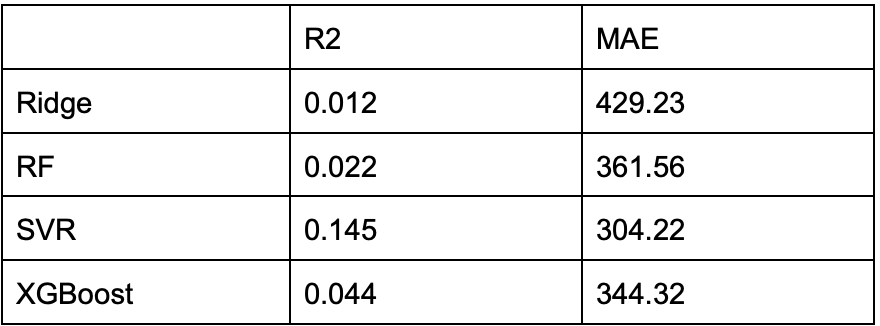 R2 MAE
Ridge 0.012 429.23
RF 0.022 361.56
SVR 0.145 304.22
XGBoost 0.044 344.32